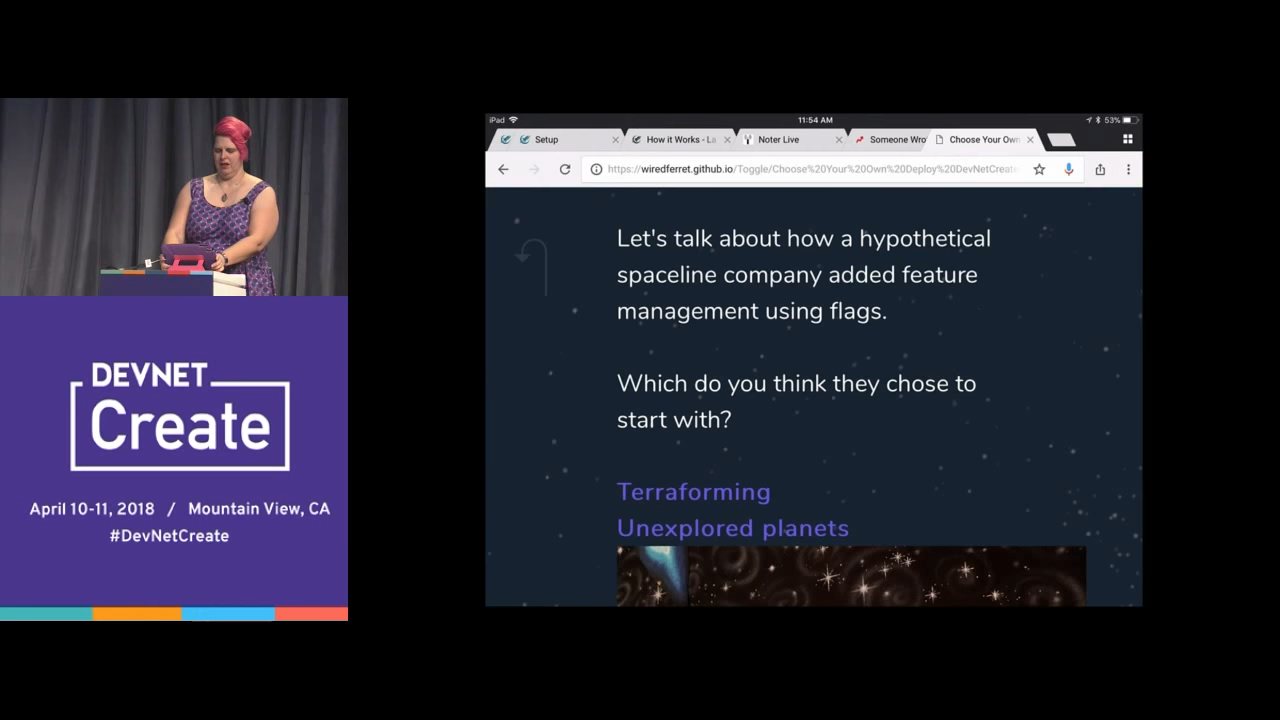 iPad
11:54 AM
53%
Setup
How it Works - La
Noter Live
Someone Wro
Choose Your Own
https://wiredferret.github.io/Toggle/Choose%20Your%20Own%20Deploy%20DevNetCreate
Let's talk about how a hypothetical
spaceline company added feature
management using flags.
Which do you think they chose to
start with?
Terraforming
Unexplored planets
DEVNET
Create
April 10-11, 2018 / Mountain View, CA
#DevNetCreate